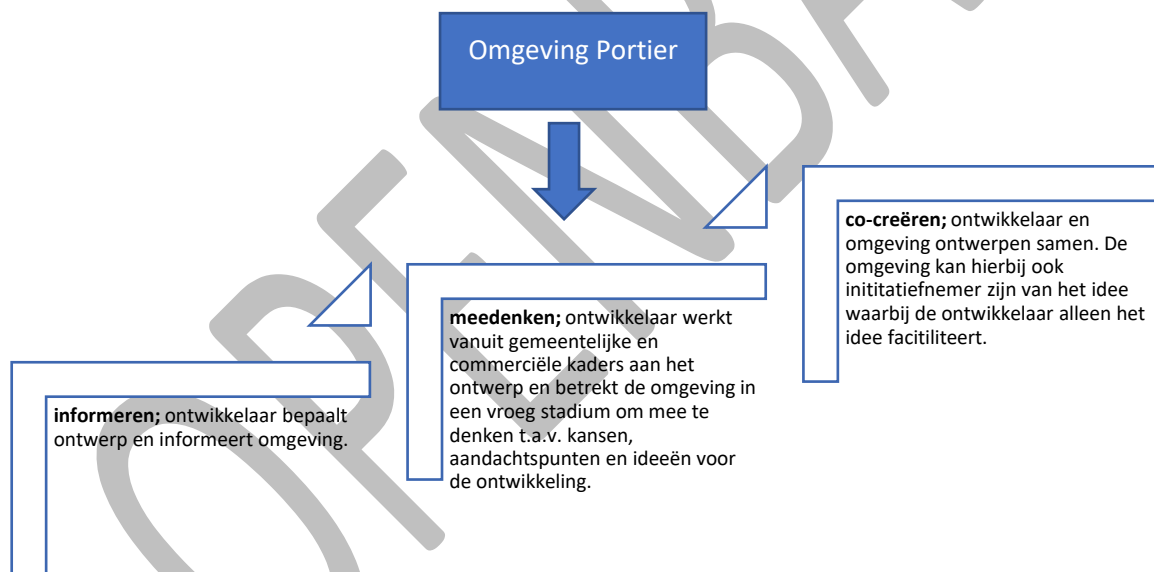 Omgeving Portier
informeren; ontwikkelaar bepaalt
ontwerp en informeert omgeving.
meedenken; ontwikkelaar werkt
vanuit gemeentelijke en
commerciële kaders aan het
ontwerp en betrekt de omgeving in
een vroeg stadium om mee te
denken t.a.v. kansen,
aandachtspunten en ideeën voor
de ontwikkeling.
co-creëren; ontwikkelaar en
omgeving ontwerpen samen. De
omgeving kan hierbij ook
inititatiefnemer zijn van het idee
waarbij de ontwikkelaar alleen het
idee facitiliteert.